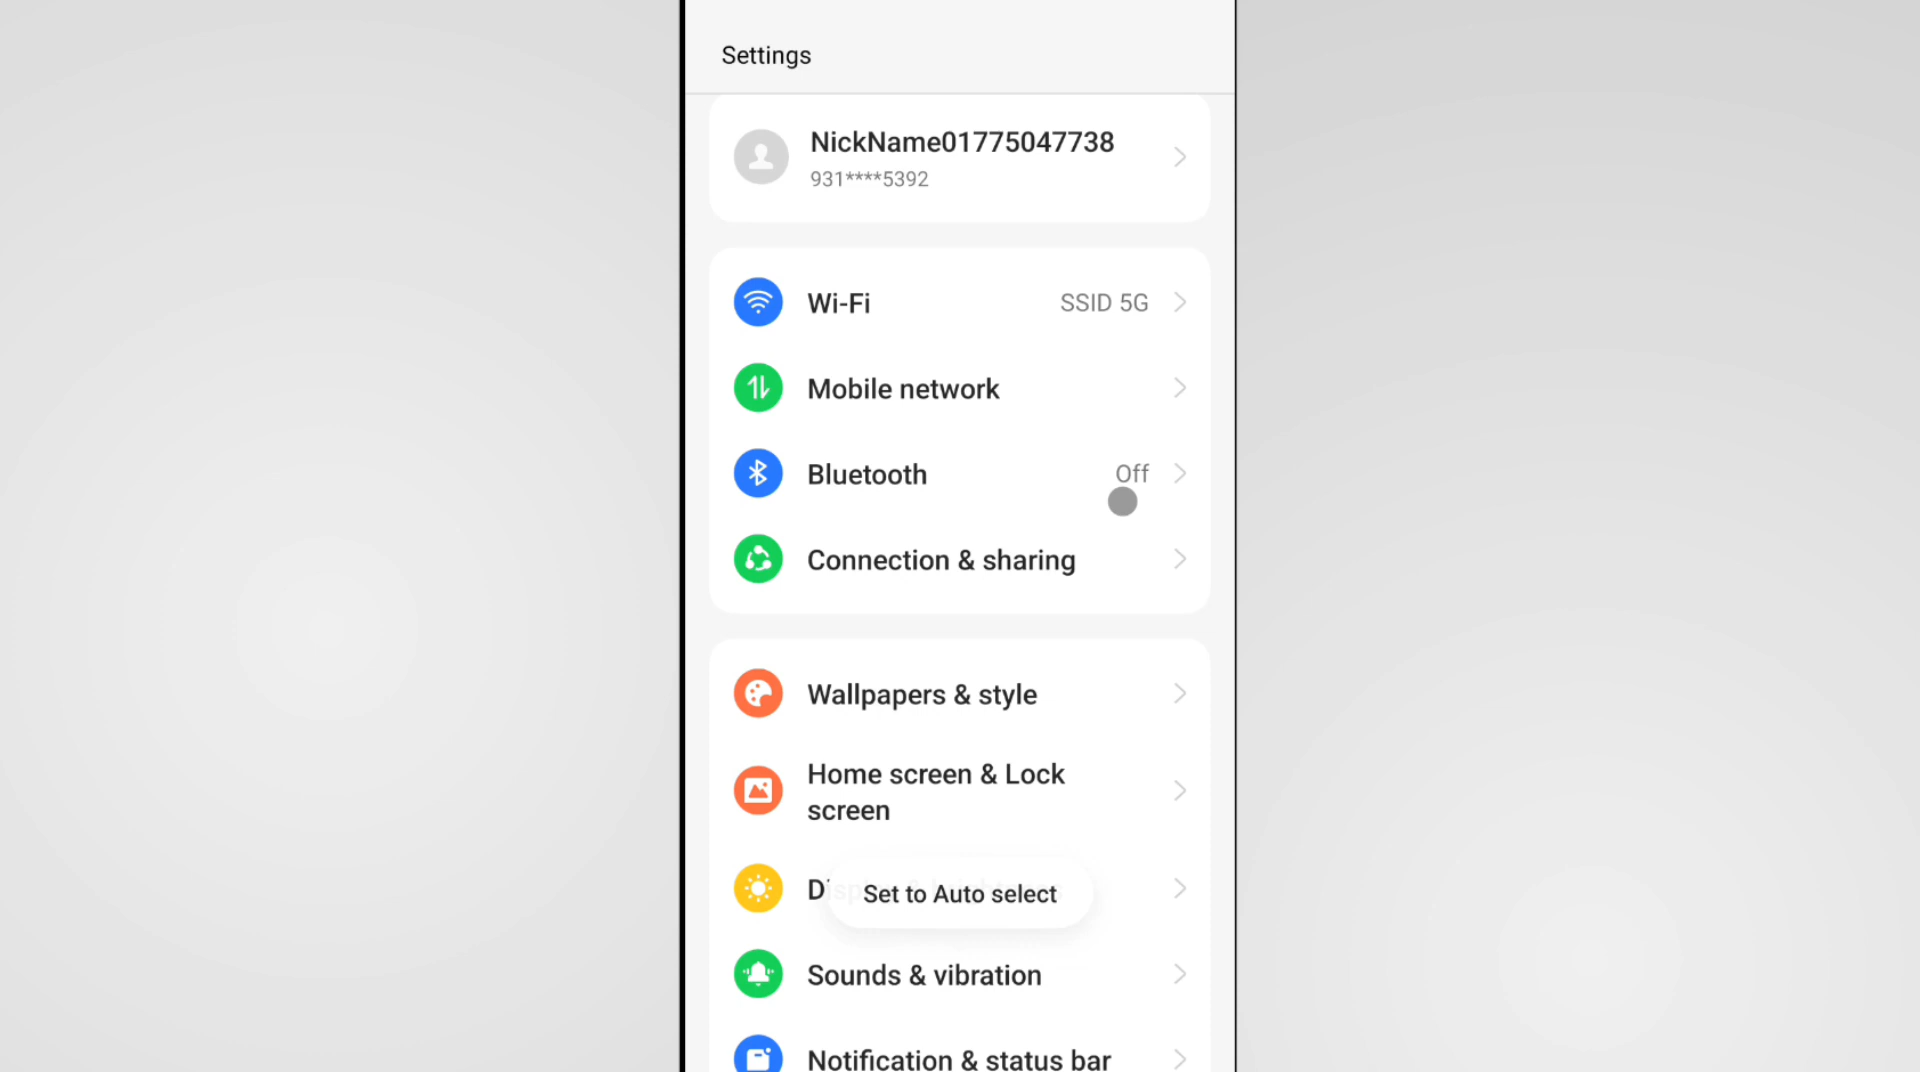 Settings
NickName01775047738
931****5392
Wi-Fi
SSID 5G
Mobile network
Bluetooth
Off
Connection & sharing
Wallpapers & style
Home screen & Lock
screen
Set to Auto select
Sounds & vibration
Notification & status bar